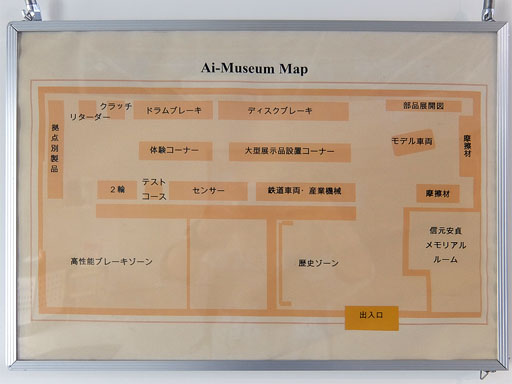 Ai-Museum Map
クラッチ
リターダー
ドラムブレーキ
ディスクブレーキ
部品展開図
拠点別製品
体験コーナー
大型展示品設置コーナー
モデル車両
摩擦材
2輪
テスト
コース
センサー
鉄道車両・産業機械
摩擦材
高性能ブレーキゾーン
歴史ゾーン
信元安貞
メモリアル
ルーム
出入口